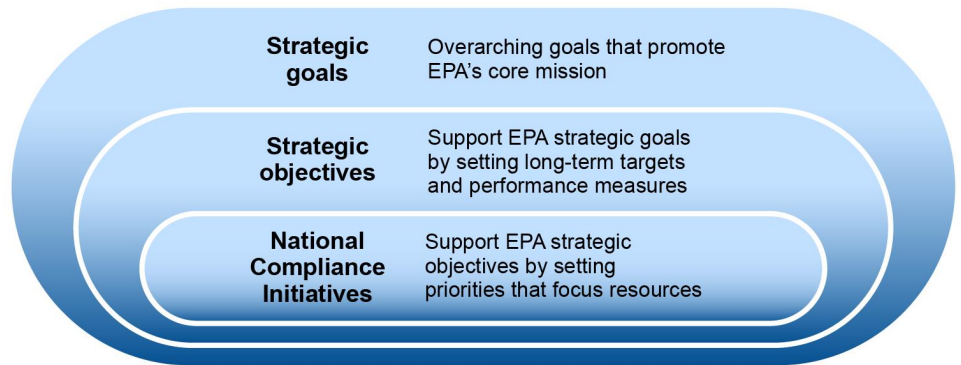 Strategic
goals
Overarching goals that promote
EPA’s core mission
Strategic
objectives
Support EPA strategic goals
by setting long-term targets
and performance measures
National
Compliance
Initiatives
Support EPA strategic
objectives by setting
priorities that focus resources